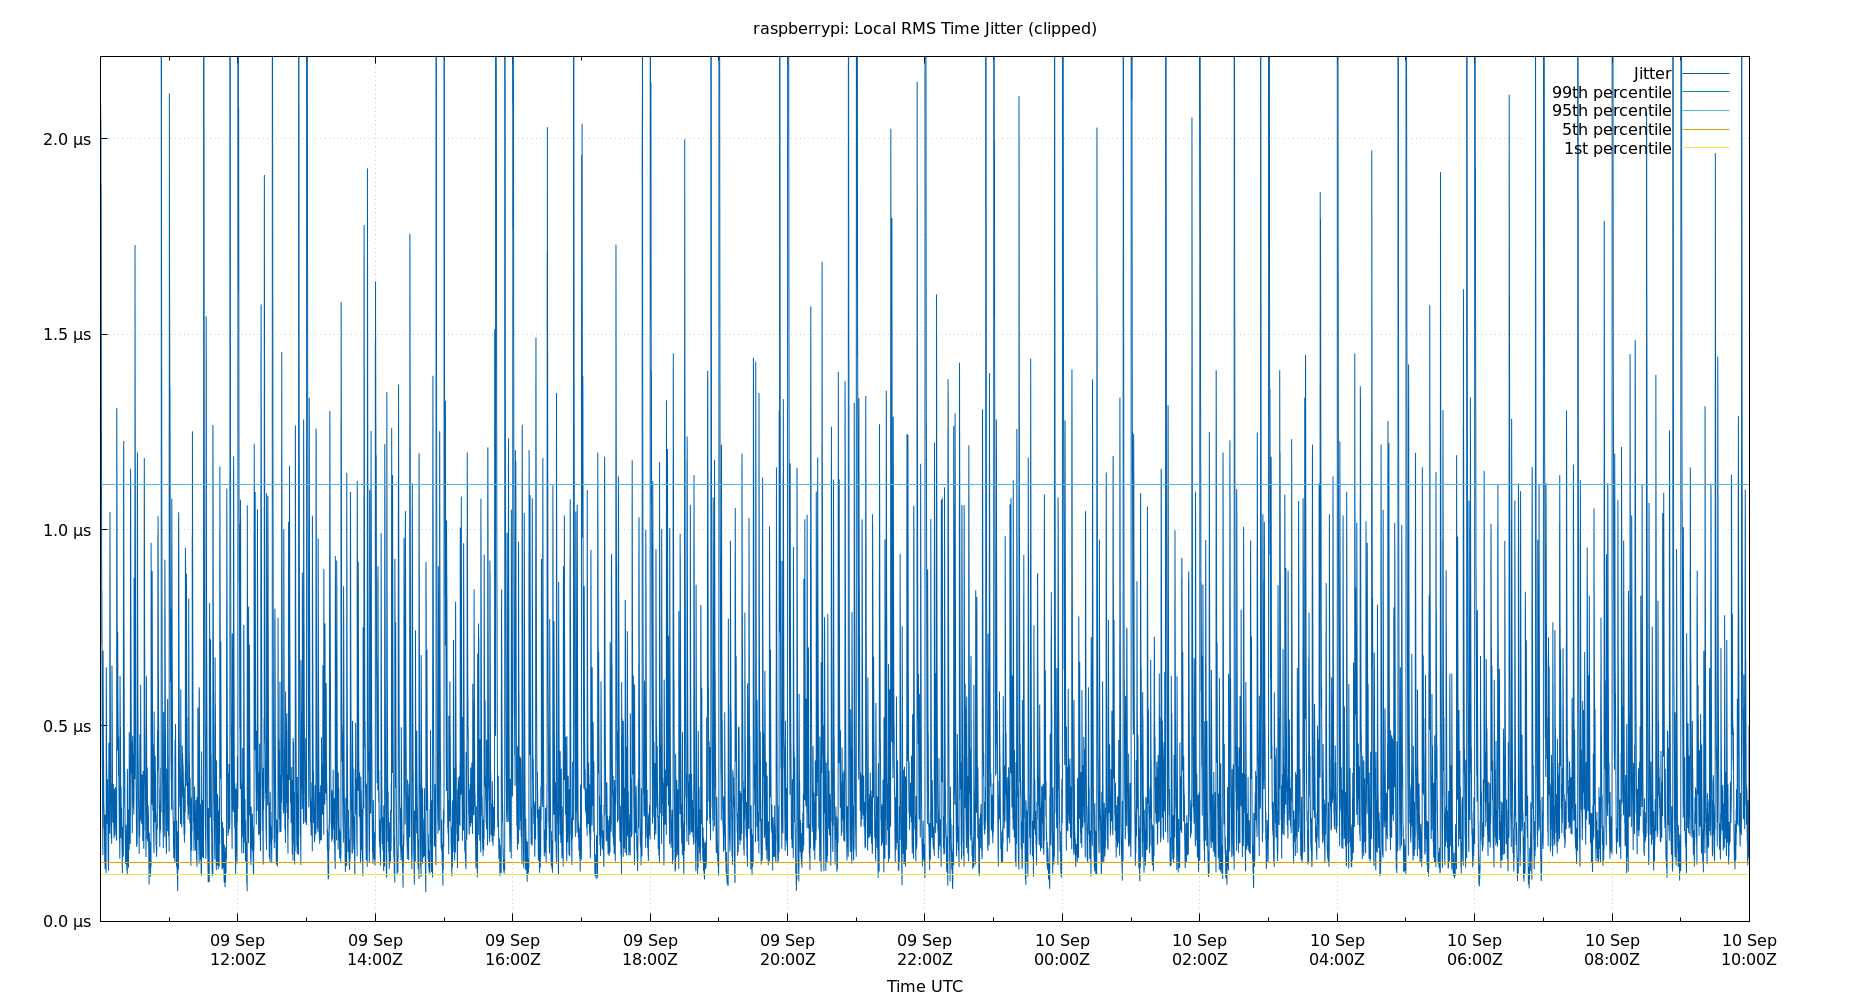 raspberrypi: Local RMS Time Jitter (clipped)
Jitter
99th percentile
95th percentile
5th percentile
1st percentile
2.0 µs
1.5 µs
1.0 µs
0.5 µs
0.0 µs
09 Sep 09 Sep 09 Sep 09 Sep 09 Sep 09 Sep 10 Sep 10 Sep 10 Sep 10 Sep 10 Sep 10 Sep
12:00Z 14:00Z 16:00Z 18:00Z 20:00Z 22:00Z 00:00Z 02:00Z 04:00Z 06:00Z 08:00Z 10:00Z
Time UTC